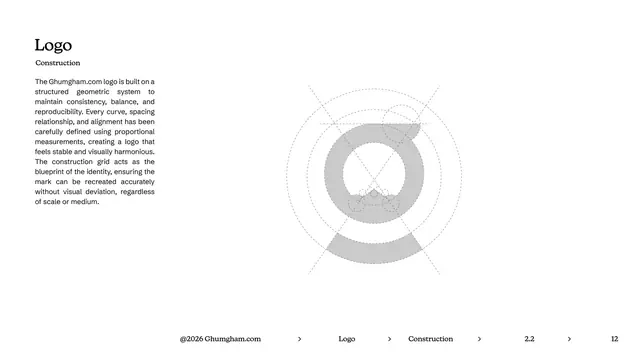 Logo
Construction
The Ghumgham.com logo is built on a
structured geometric system to
maintain consistency, balance, and
reproducibility. Every curve, spacing
relationship, and alignment has been
carefully defined using proportional
measurements, creating a logo that
feels stable and visually harmonious.
The construction grid acts as the
blueprint of the identity, ensuring the
mark can be recreated accurately
without visual deviation, regardless
of scale or medium.
@2026 Ghumgham.com > Logo > Construction > 2.2 > 12